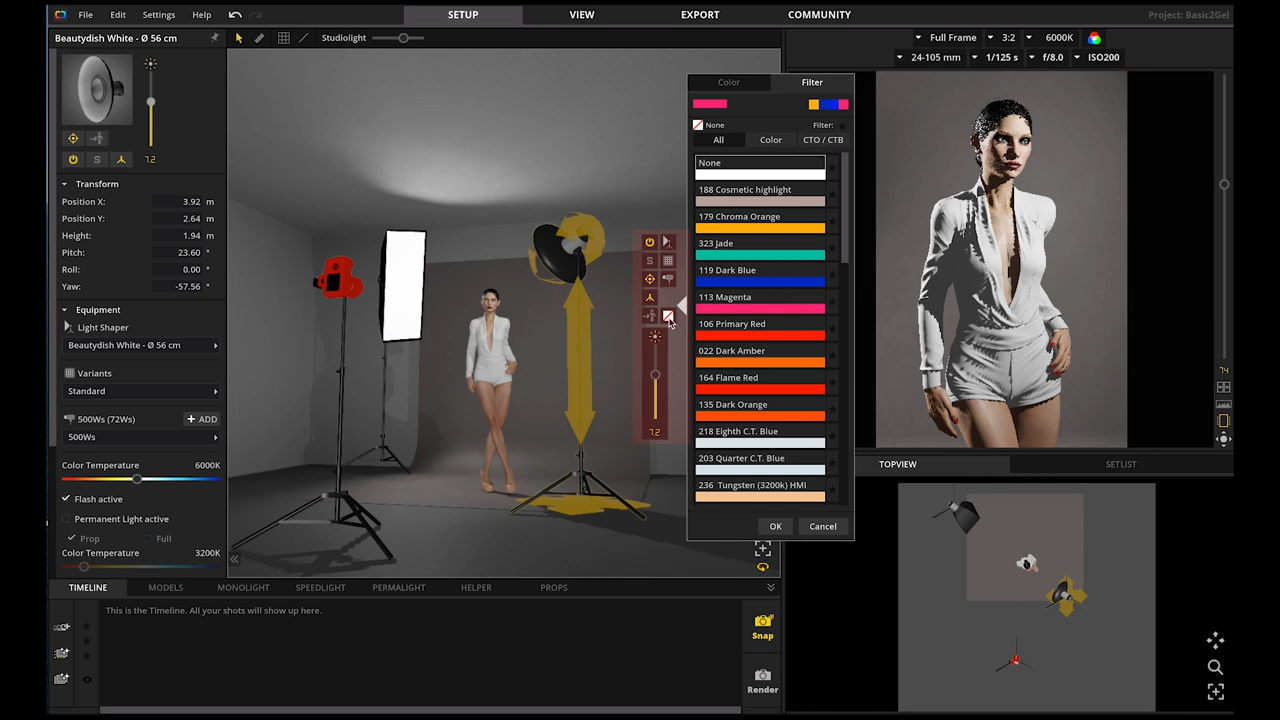 File Edit Settings Help SETUP VIEW EXPORT COMMUNITY Project: Basic2Gel
Beautydish White - Ø 56 cm
7.2
Transform
Position X: 3.92 m
Position Y: 2.64 m
Height: 1.94 m
Pitch: 23.60 °
Roll: 0.00 °
Yaw: -57.56 °
Equipment
Light Shaper
Beautydish White - Ø 56 cm
Variants
Standard
500Ws (72Ws) + ADD
500Ws
Color Temperature 6000K
Flash active
Permanent Light active
Prop Full
Color Temperature 3200K
S
Studiolight
S
7.2
Color Filter
None Filter:
All Color CTO / CTB
None
188 Cosmetic highlight
179 Chroma Orange
323 Jade
119 Dark Blue
113 Magenta
106 Primary Red
022 Dark Amber
164 Flame Red
135 Dark Orange
218 Eighth C.T. Blue
203 Quarter C.T. Blue
236 Tungsten (3200k) HMI
OK Cancel
Full Frame 3:2 6000K
24-105 mm 1/125 s f/8.0 ISO200
74
TOPVIEW SETLIST
TIMELINE MODELS MONOLIGHT SPEEDLIGHT PERMALIGHT HELPER PROPS
This is the Timeline. All your shots will show up here.
Snap
Render